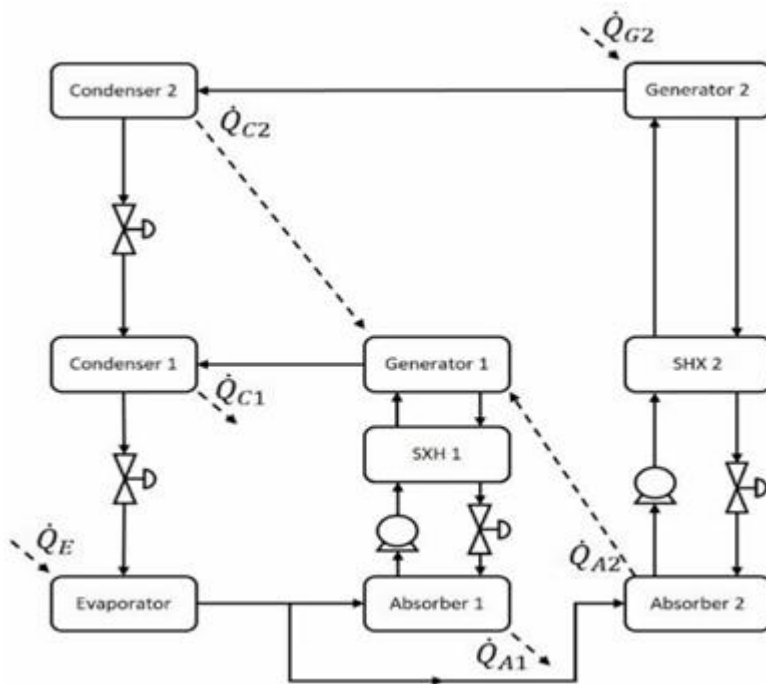 Q̇G2
Condenser 2
Generator 2
Q̇C2
Condenser 1
Generator 1
SHX 2
Q̇C1
SXH 1
Q̇E
Q̇A2
Evaporator
Absorber 1
Absorber 2
Q̇A1